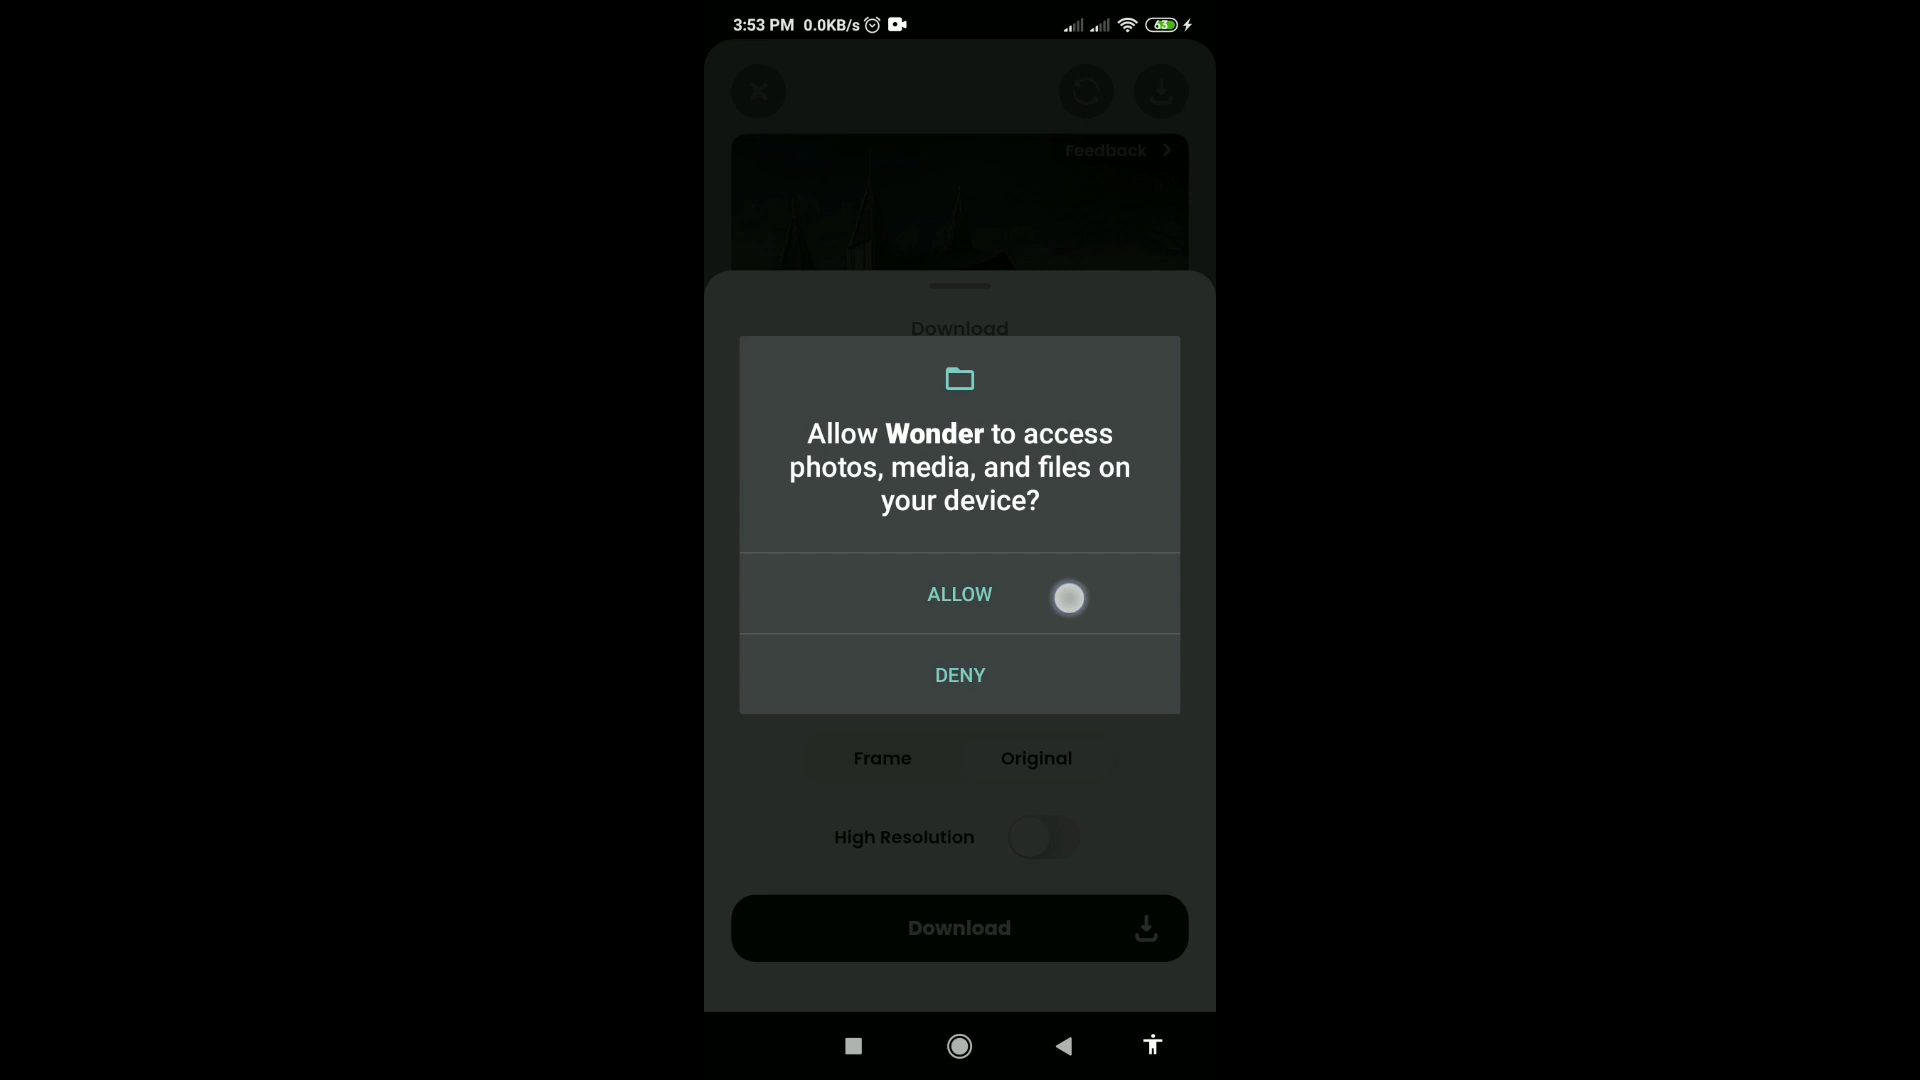 3:53 PM 0.0KB/s 63
Feedback
Download
Allow Wonder to access
photos, media, and files on
your device?
ALLOW
DENY
Frame Original
High Resolution
Download